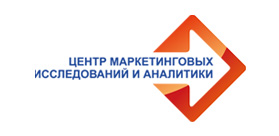 ЦЕНТР МАРКЕТИНГОВЫХ
ИССЛЕДОВАНИЙ И АНАЛИТИКИ